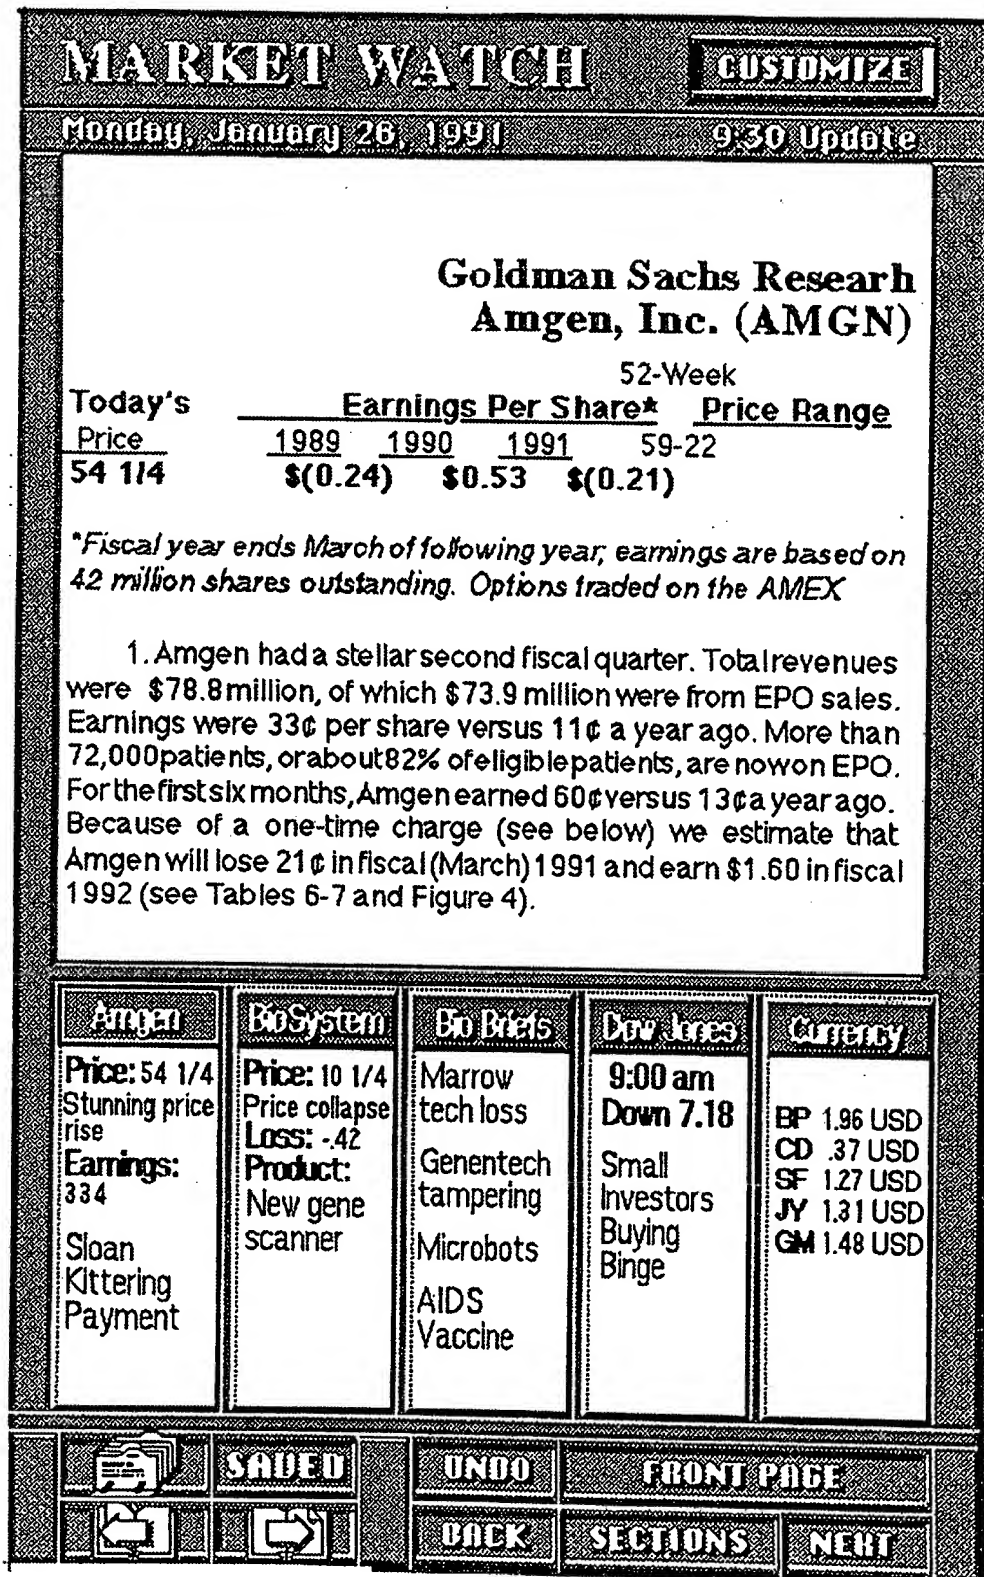 MARKET WATCH
CUSTOMIZE
Monday, January 26, 1991
9:30 Update
Goldman Sachs Researh
Amgen, Inc. (AMGN)
52-Week
Today's Earnings Per Share* Price Range
Price 1989 1990 1991 59-22
54 1/4 $(0.24) $0.53 $(0.21)
*Fiscal year ends March of following year, earnings are based on
42 million shares outstanding. Options traded on the AMEX
1. Amgen had a stellar second fiscal quarter. Total revenues
were $78.8 million, of which $73.9 million were from EPO sales.
Earnings were 33¢ per share versus 11¢ a year ago. More than
72,000 patients, or about 82% of eligible patients, are now on EPO.
For the first six months, Amgen earned 60¢ versus 13¢ a year ago.
Because of a one-time charge (see below) we estimate that
Amgen will lose 21¢ in fiscal (March) 1991 and earn $1.60 in fiscal
1992 (see Tables 6-7 and Figure 4).
Amgen
Price: 54 1/4
Stunning price
rise
Earnings:
334
Sloan
Kittering
Payment
BioSystem
Price: 10 1/4
Price collapse
Loss: -.42
Product:
New gene
scanner
Bio Briefs
Marrow
tech loss
Genentech
tampering
Microbots
AIDS
Vaccine
Dow Jones
9:00 am
Down 7.18
Small
Investors
Buying
Binge
Currency
BP 1.96 USD
CD .37 USD
SF 1.27 USD
JY 1.31 USD
GM 1.48 USD
SAVED
UNDO
FRONT PAGE
BACK
SECTIONS
NEXT